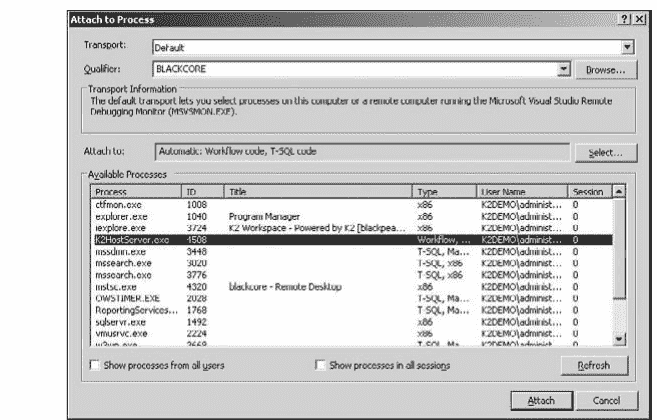 Attach to Process
Transport: Default
Qualifier: BLACKCORE Browse...
Transport Information
The default transport lets you select processes on this computer or a remote computer running the Microsoft Visual Studio Remote
Debugging Monitor (MSVSMON.EXE).
Attach to: Automatic: Workflow code, T-SQL code Select...
Available Processes
Process ID Title Type User Name Session
ctfmon.exe 1008 x86 K2DEMO\administ... 0
explorer.exe 1040 Program Manager x86 K2DEMO\administ... 0
iexplore.exe 3724 K2 Workspace - Powered by K2 [blackpea... x86 K2DEMO\administ... 0
K2HostServer.exe 4508 Workflow, ... K2DEMO\administ... 0
mssdmn.exe 3448 T-SQL, Ma... K2DEMO\administ... 0
mssearch.exe 3020 T-SQL, x86 K2DEMO\administ... 0
mssearch.exe 3776 T-SQL, x86 K2DEMO\administ... 0
mstsc.exe 4320 blackcore - Remote Desktop x86 K2DEMO\administ... 0
OWSTIMER.EXE 2028 T-SQL, Ma... K2DEMO\administ... 0
ReportingServices... 1768 T-SQL, Ma... K2DEMO\administ... 0
sqlservr.exe 1492 x86 K2DEMO\administ... 0
vmusrvc.exe 2224 x86 K2DEMO\administ... 0
w3wp.exe T-SQL, Ma... K2DEMO\administ... 0
Show processes from all users Show processes in all sessions Refresh
Attach Cancel